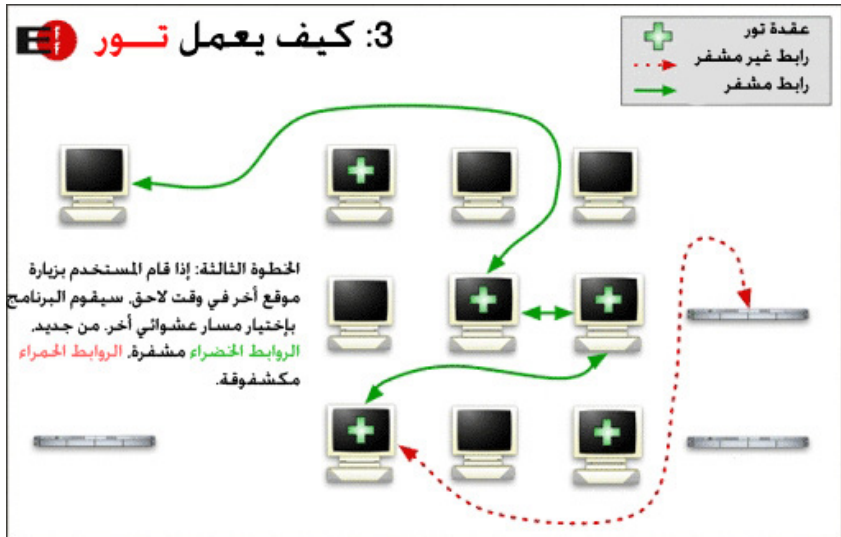 3: كيف يعمل تــور
E
F
F
عقدة تور
رابط غير مشفر
رابط مشفر
الخطوة الثالثة: إذا قام المستخدم بزيارة
موقع أخر في وقت لاحق, سيقوم البرنامج
بإختيار مسار عشوائي أخر. من جديد,
الروابط الخضراء مشفرة, الروابط الحمراء
مكشفوقة.